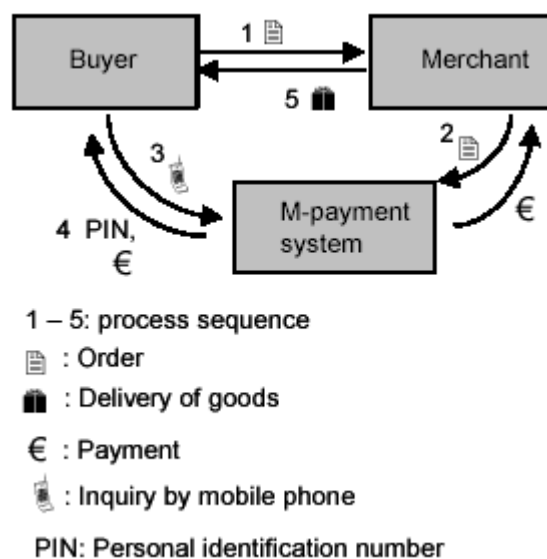 1
Buyer
Merchant
5
3
2
4 PIN,
€
M-payment
system
€
1 – 5: process sequence
: Order
: Delivery of goods
€ : Payment
: Inquiry by mobile phone
PIN: Personal identification number